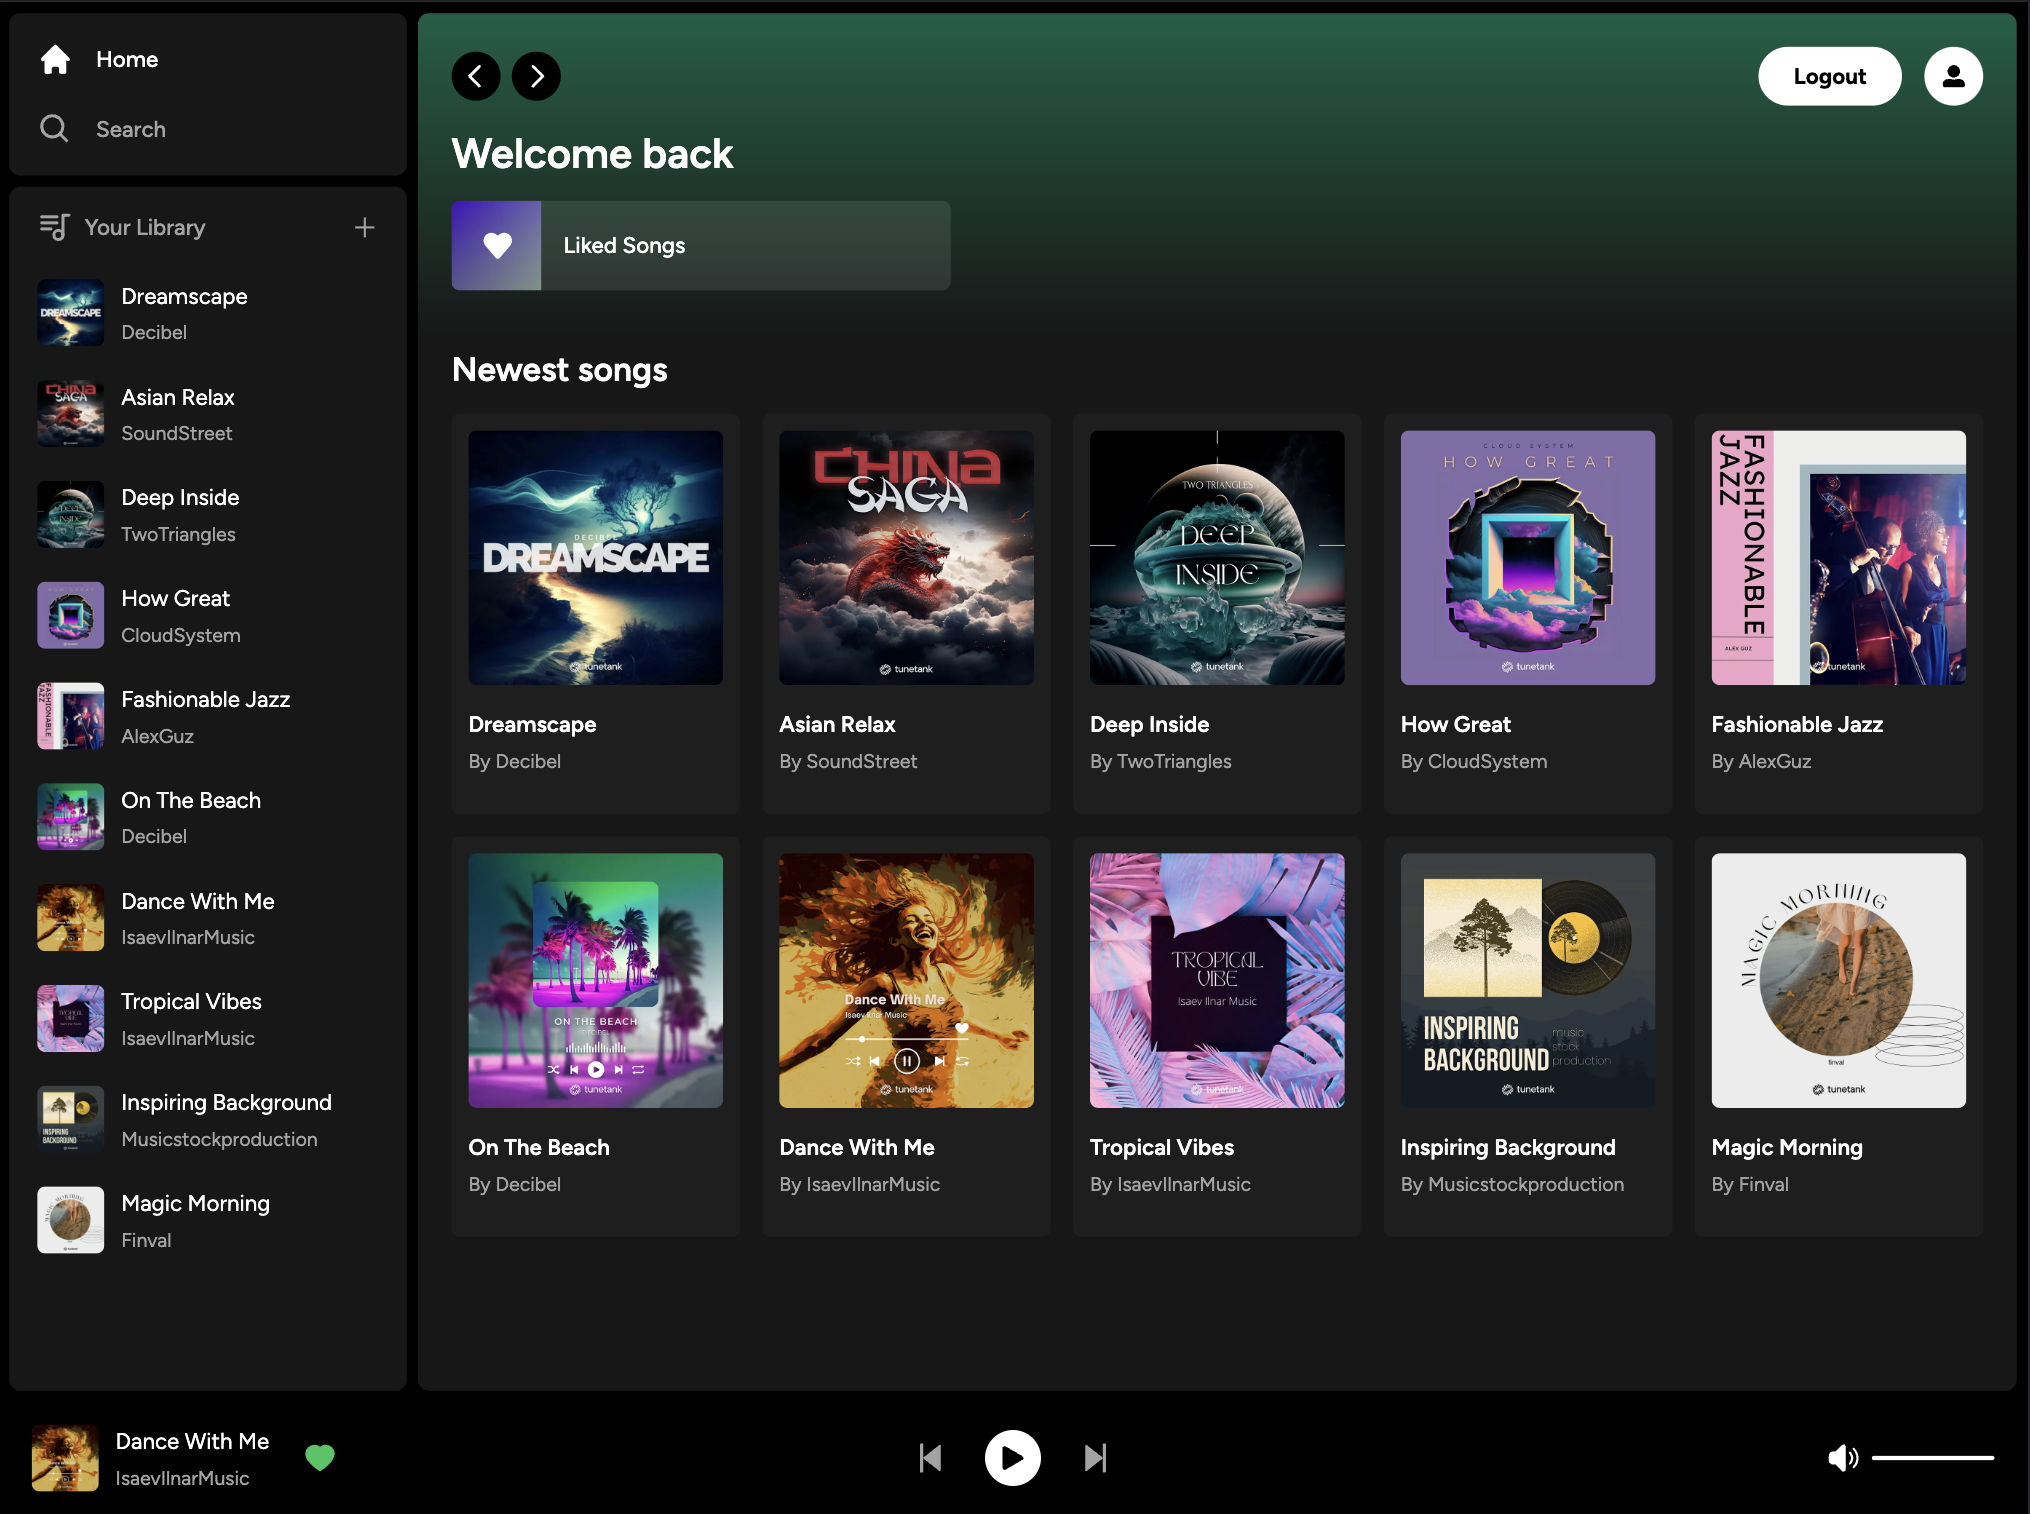 Home
Search
Your Library
Dreamscape
Decibel
Asian Relax
SoundStreet
Deep Inside
TwoTriangles
How Great
CloudSystem
Fashionable Jazz
AlexGuz
On The Beach
Decibel
Dance With Me
IsaevIlnarMusic
Tropical Vibes
IsaevIlnarMusic
Inspiring Background
Musicstockproduction
Magic Morning
Finval
Logout
Welcome back
Liked Songs
Newest songs
DECIBEL
DREAMSCAPE
tunetank
Dreamscape
By Decibel
CHINA
SAGA
tunetank
Asian Relax
By SoundStreet
TWO TRIANGLES
DEEP
INSIDE
tunetank
Deep Inside
By TwoTriangles
CLOUD SYSTEM
HOW GREAT
tunetank
How Great
By CloudSystem
FASHIONABLE
JAZZ
ALEX GUZ
tunetank
Fashionable Jazz
By AlexGuz
ON THE BEACH
tunetank
On The Beach
By Decibel
Dance With Me
Isaev Ilnar Music
tunetank
Dance With Me
By IsaevIlnarMusic
TROPICAL
VIBE
Isaev Ilnar Music
tunetank
Tropical Vibes
By IsaevIlnarMusic
INSPIRING
BACKGROUND
music
stock
production
tunetank
Inspiring Background
By Musicstockproduction
MAGIC MORNING
finval
tunetank
Magic Morning
By Finval
Dance With Me
IsaevIlnarMusic